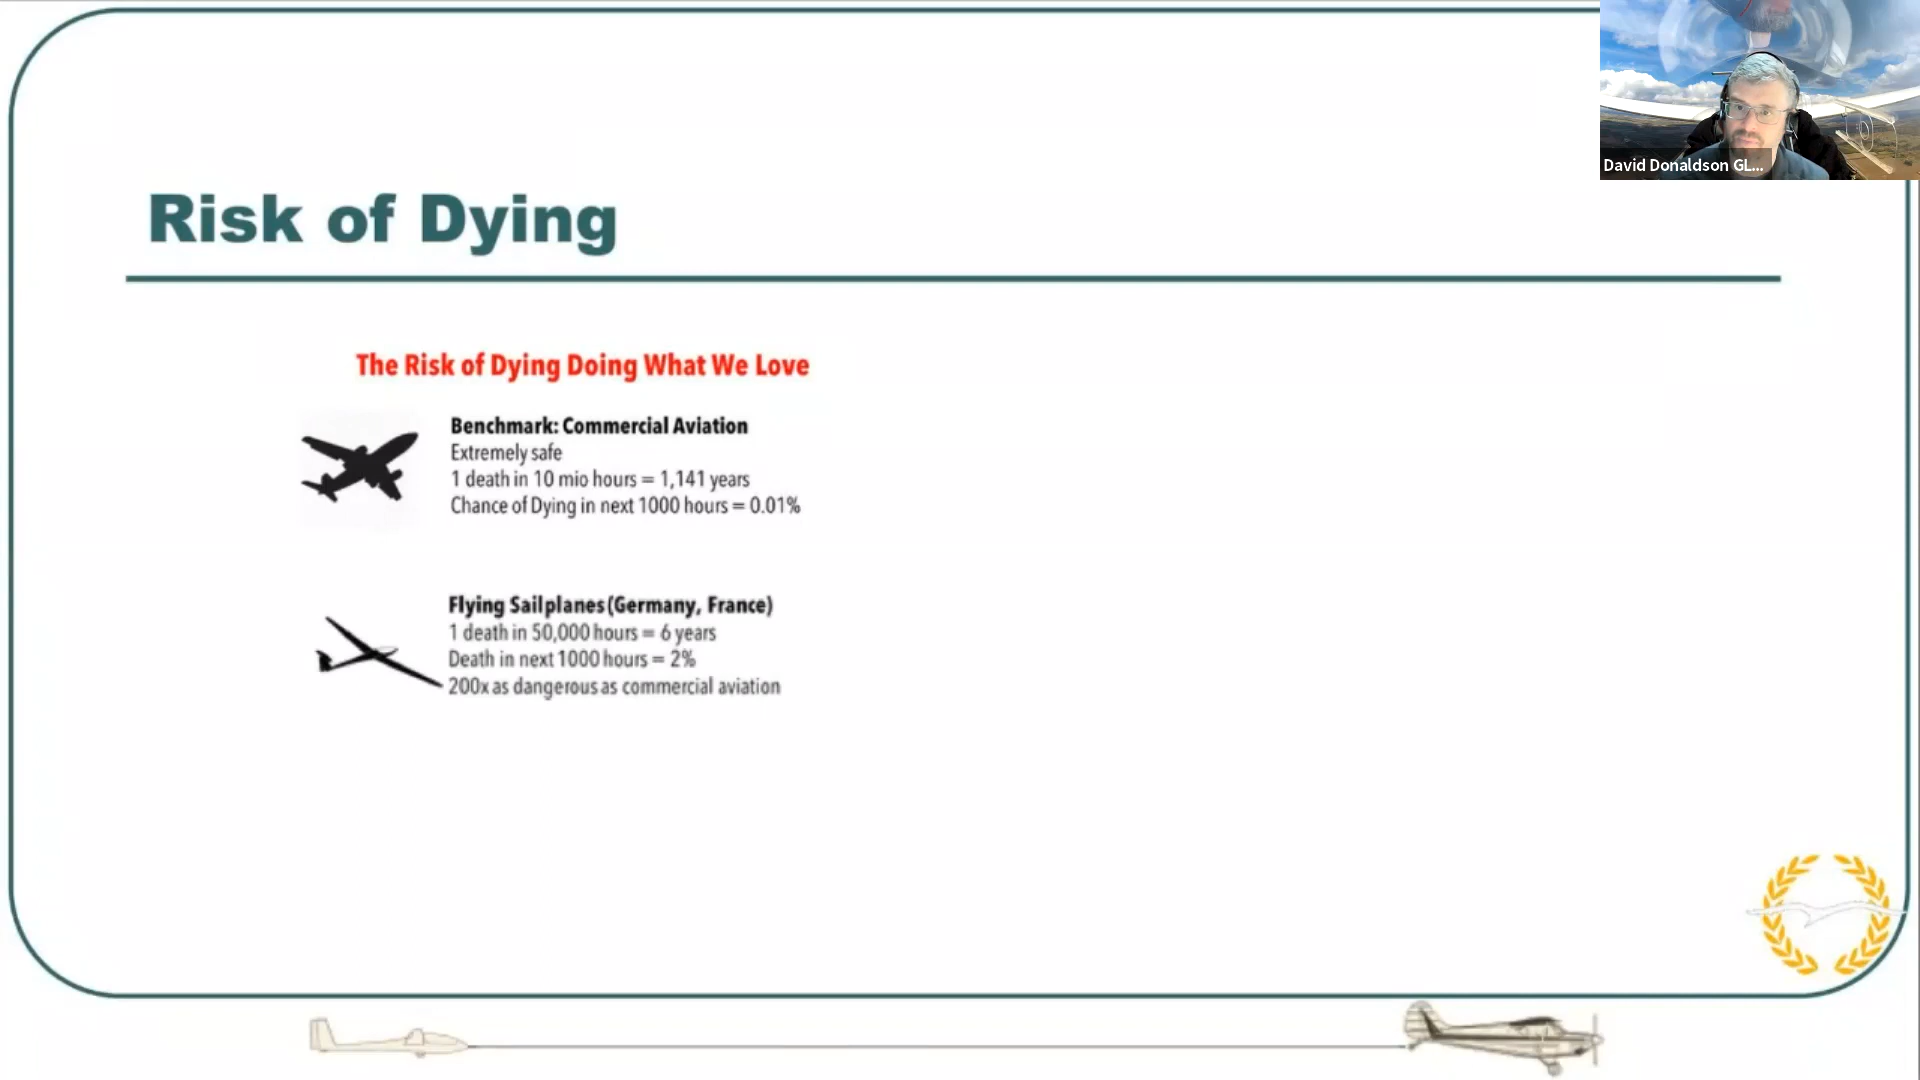 David Donaldson GL...
Risk of Dying
The Risk of Dying Doing What We Love
Benchmark: Commercial Aviation
Extremely safe
1 death in 10 mio hours = 1,141 years
Chance of Dying in next 1000 hours = 0.01%
Flying Sailplanes (Germany, France)
1 death in 50,000 hours = 6 years
Death in next 1000 hours = 2%
200x as dangerous as commercial aviation